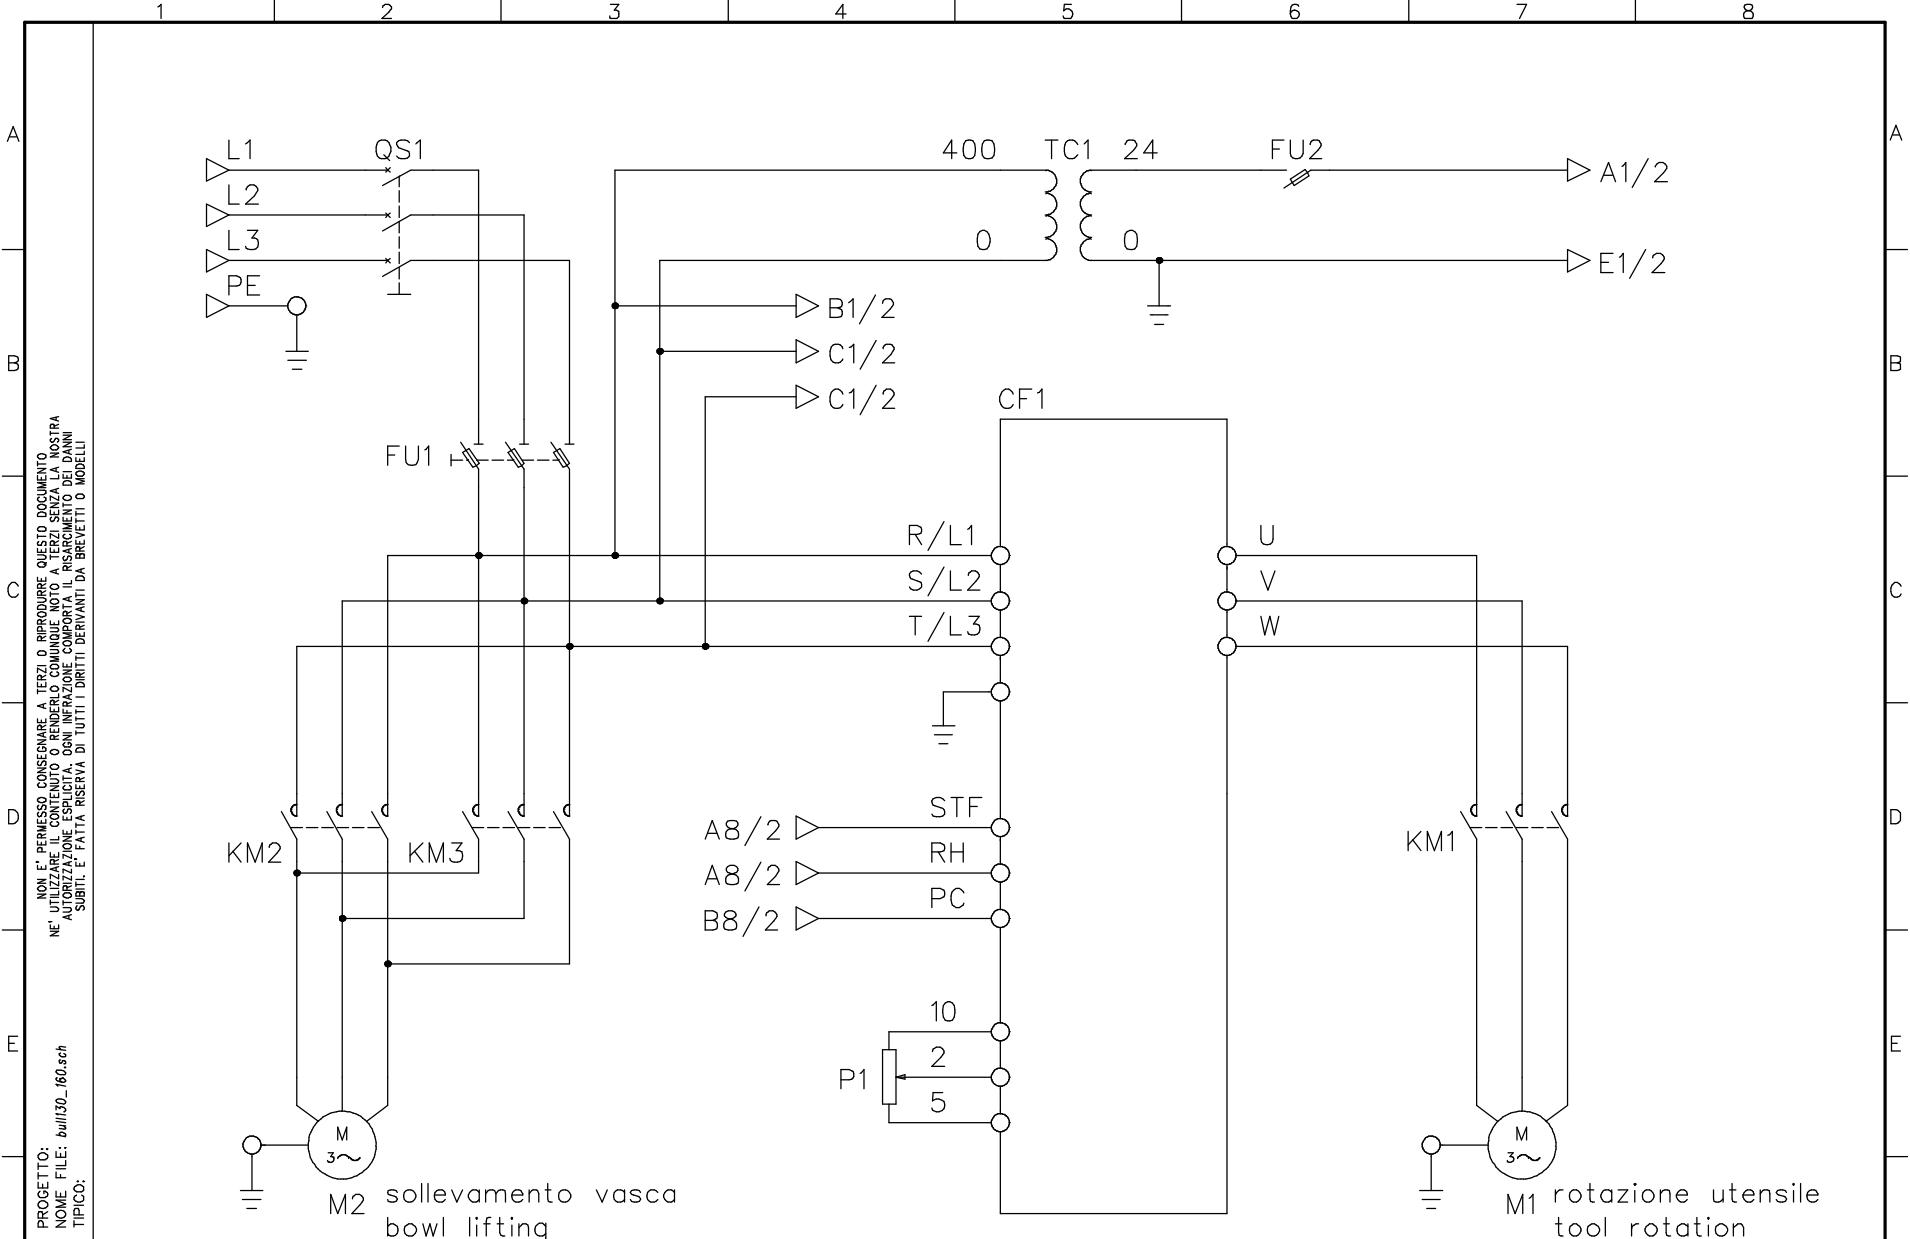 1 2 3 4 5 6 7 8
A A
L1 QS1 400 TC1 24 FU2 A1/2
L2
L3 0 0 E1/2
PE
B1/2
B B
C1/2
C1/2 CF1
FU1
R/L1 U
C S/L2 V C
T/L3 W
D STF D
A8/2
KM2 KM3 RH KM1
A8/2
PC
B8/2
10
E E
2
P1
5
M M
3~ 3~
M2 sollevamento vasca M1 rotazione utensile
bowl lifting tool rotation
NON E' PERMESSO CONSEGNARE A TERZI O RIPRODURRE QUESTO DOCUMENTO
NE' UTILIZZARE IL CONTENUTO O RENDERLO COMUNQUE NOTO A TERZI SENZA LA NOSTRA
AUTORIZZAZIONE ESPLICITA. OGNI INFRAZIONE COMPORTA IL RISARCIMENTO DEI DANNI
SUBITI. E' FATTA RISERVA DI TUTTI I DIRITTI DERIVANTI DA BREVETTI O MODELLI
PROGETTO:
NOME FILE: bull130_160.sch
TIPICO: